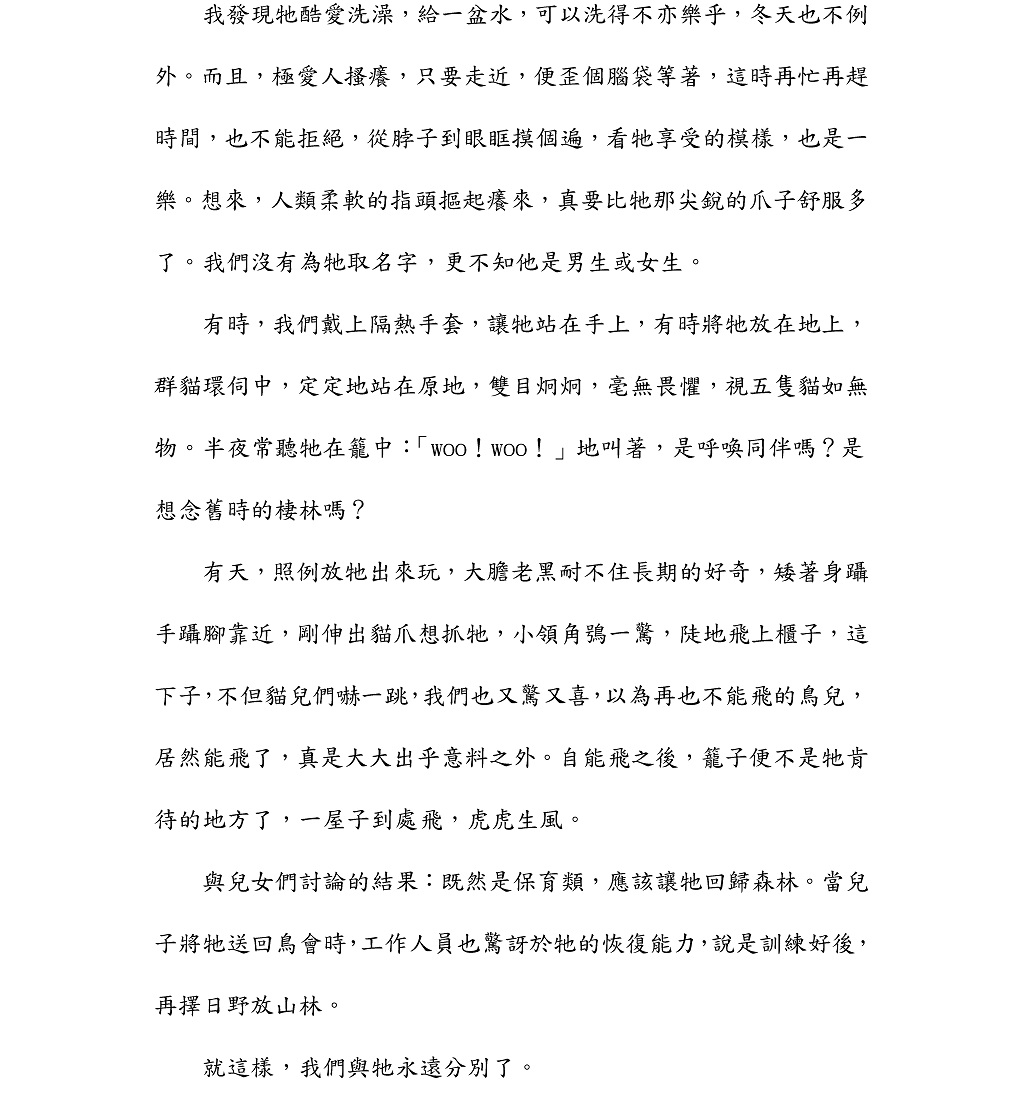 我發現牠酷愛洗澡，給一盆水，可以洗得不亦樂乎，冬天也不例
外。而且，極愛人搔癢，只要走近，便歪個腦袋等著，這時再忙再趕
時間，也不能拒絕，從脖子到眼眶摸個遍，看牠享受的模樣，也是一
樂。想來，人類柔軟的指頭摳起癢來，真要比牠那尖銳的爪子舒服多
了。我們沒有為牠取名字，更不知他是男生或女生。
有時，我們戴上隔熱手套，讓牠站在手上，有時將牠放在地上，
群貓環伺中，定定地站在原地，雙目炯炯，毫無畏懼，視五隻貓如無
物。半夜常聽牠在籠中：「woo！woo！」地叫著，是呼喚同伴嗎？是
想念舊時的棲林嗎？
有天，照例放牠出來玩，大膽老黑耐不住長期的好奇，矮著身躡
手躡腳靠近，剛伸出貓爪想抓牠，小領角鴞一驚，陡地飛上櫃子，這
下子，不但貓兒們嚇一跳，我們也又驚又喜，以為再也不能飛的鳥兒，
居然能飛了，真是大大出乎意料之外。自能飛之後，籠子便不是牠肯
待的地方了，一屋子到處飛，虎虎生風。
與兒女們討論的結果：既然是保育類，應該讓牠回歸森林。當兒
子將牠送回鳥會時，工作人員也驚訝於牠的恢復能力，說是訓練好後，
再擇日野放山林。
就這樣，我們與牠永遠分別了。